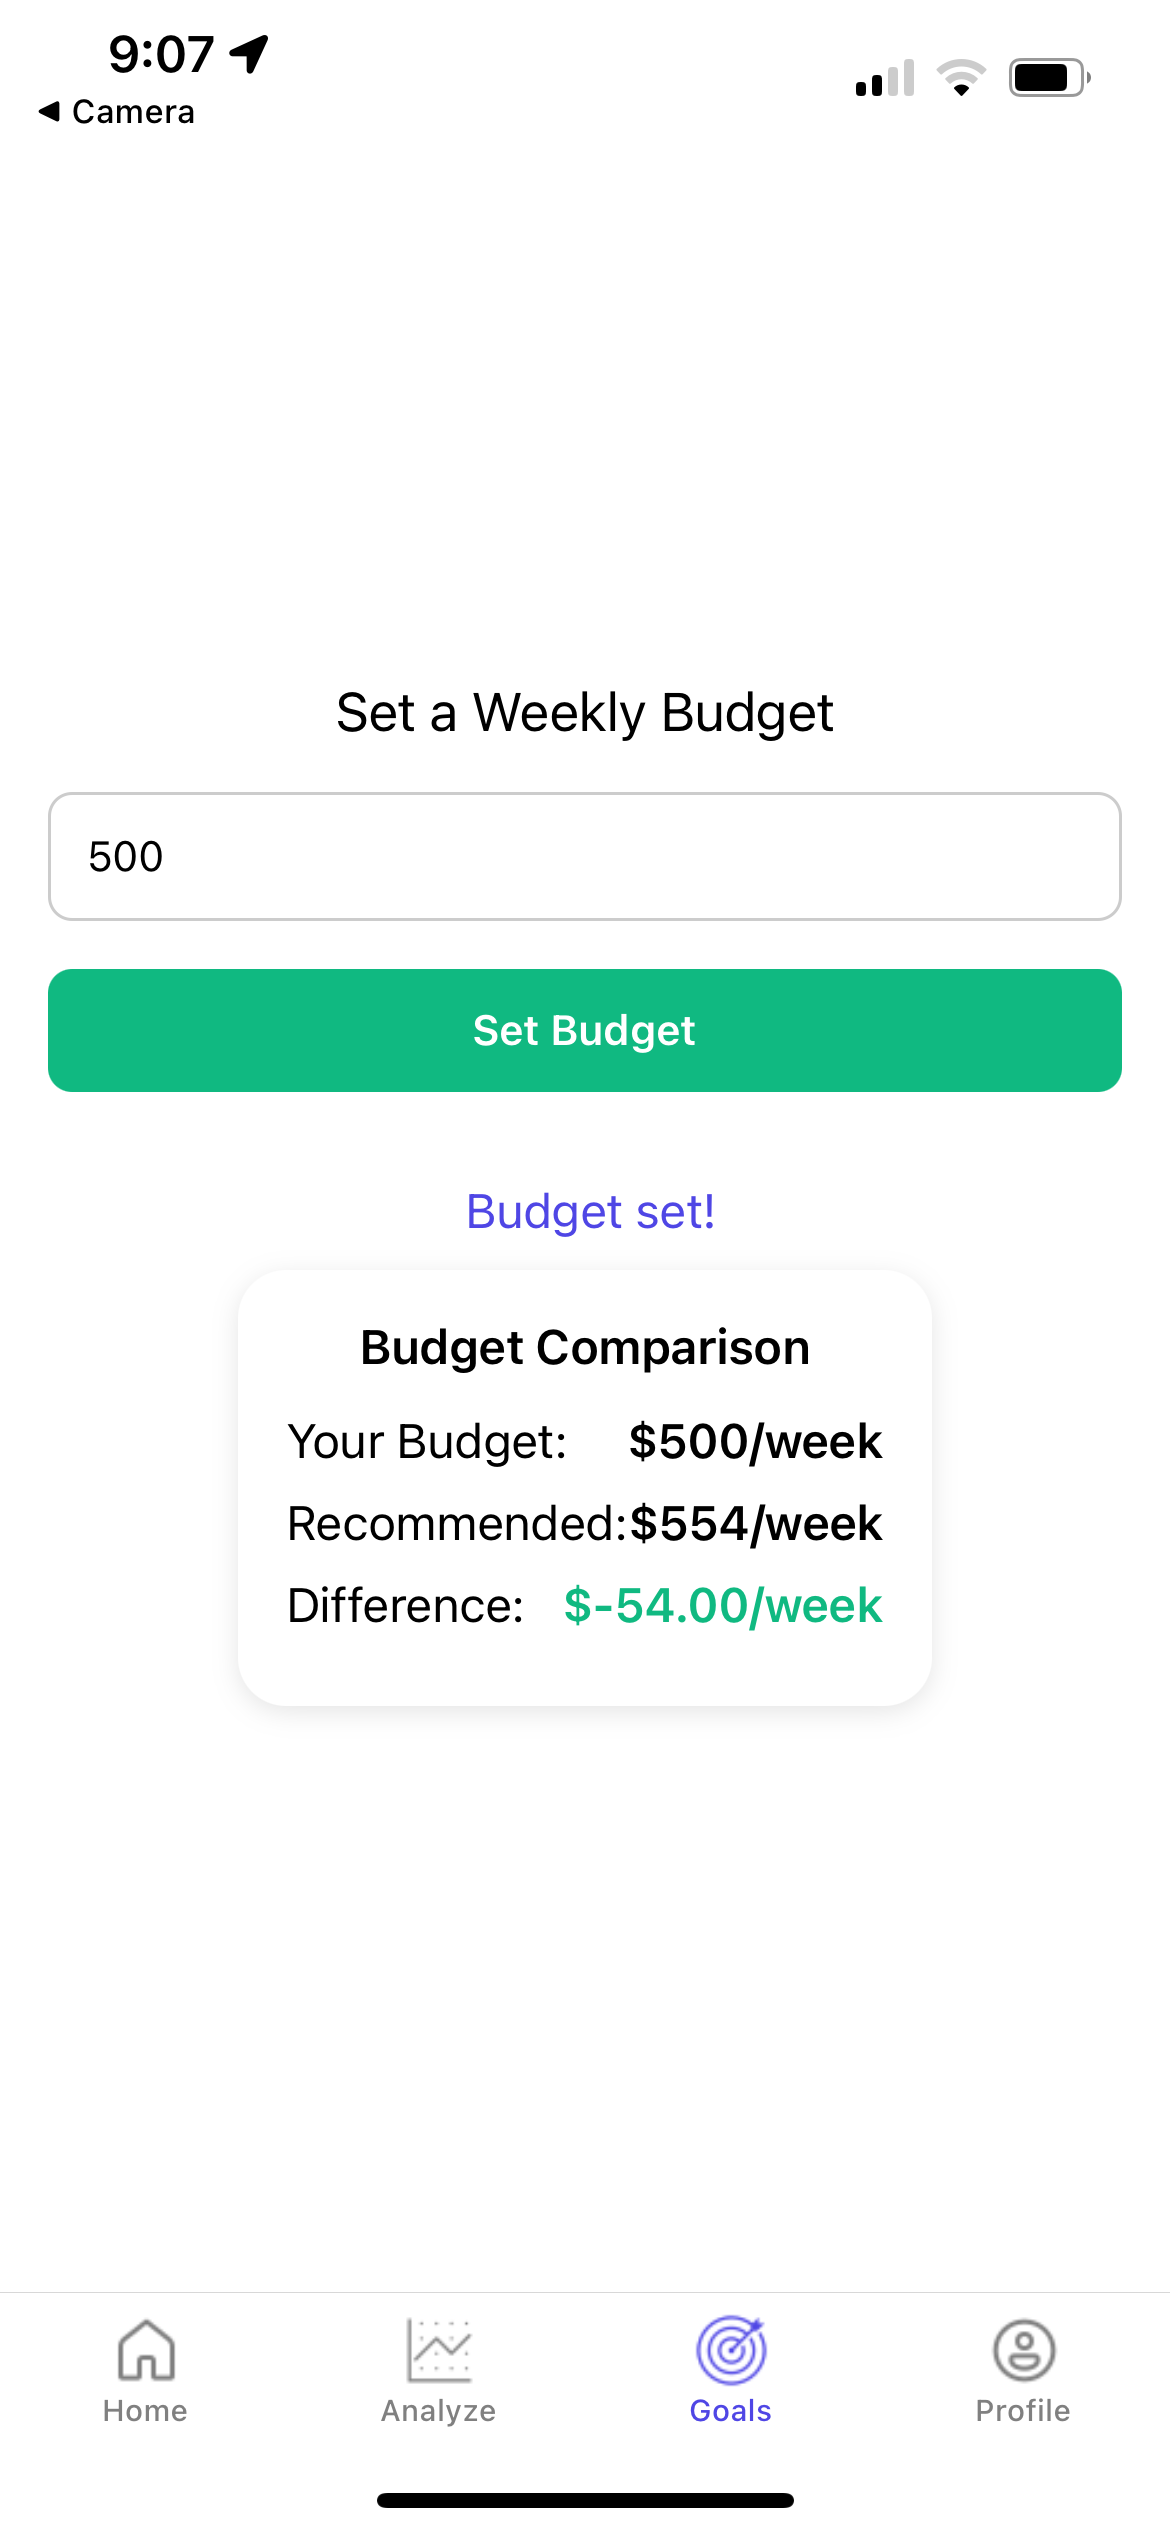 9:07
◀ Camera
Set a Weekly Budget
500
Set Budget
Budget set!
Budget Comparison
Your Budget: $500/week
Recommended: $554/week
Difference: $-54.00/week
Home Analyze Goals Profile